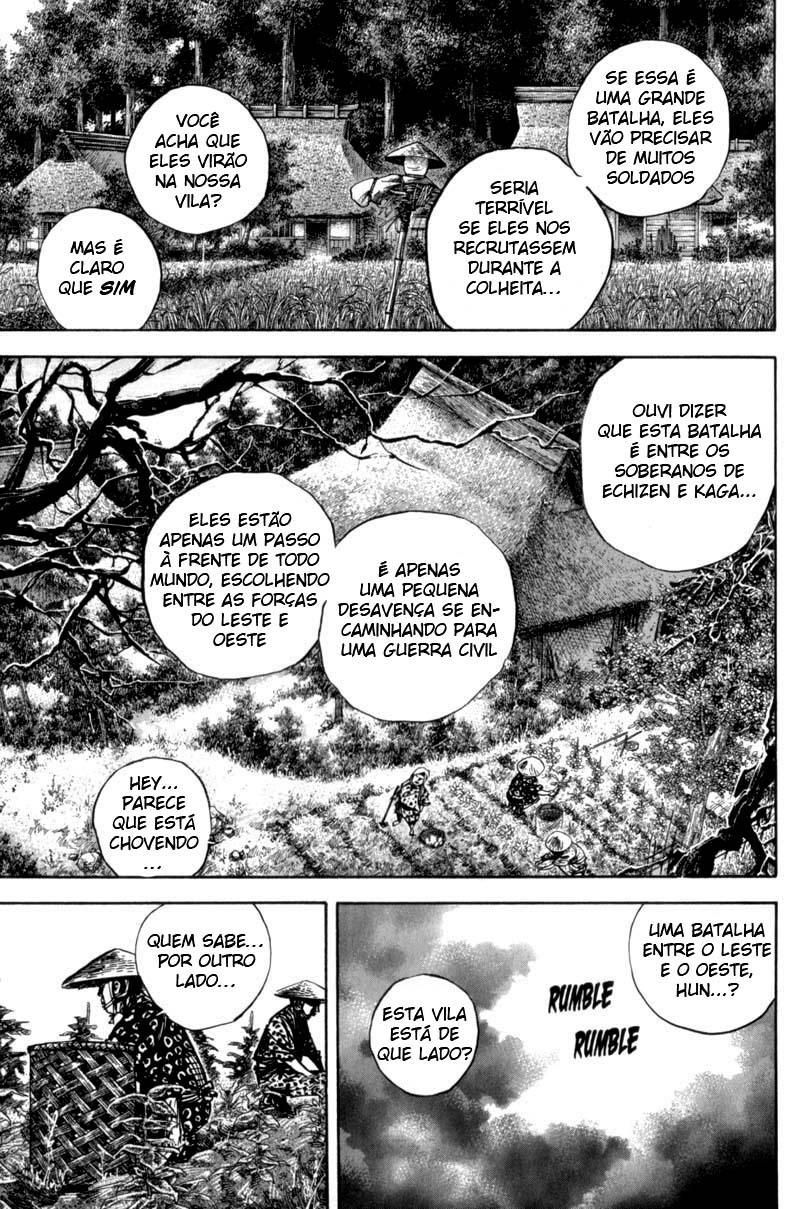 SE ESSA É
UMA GRANDE
BATALHA, ELES
VÃO PRECISAR
DE MUITOS
SOLDADOS
SERIA
TERRÍVEL
SE ELES NOS
RECRUTASSEM
DURANTE A
COLHEITA...
VOCÊ
ACHA QUE
ELES VIRÃO
NA NOSSA
VILA?
MAS É
CLARO
QUE SIM
OUVI DIZER
QUE ESTA BATALHA
É ENTRE OS
SOBERANOS DE
ECHIZEN E KAGA...
É APENAS
UMA PEQUENA
DESAVENÇA SE EN-
CAMINHANDO PARA
UMA GUERRA CIVIL
ELES ESTÃO
APENAS UM PASSO
À FRENTE DE TODO
MUNDO, ESCOLHENDO
ENTRE AS FORÇAS
DO LESTE E
OESTE
HEY...
PARECE
QUE ESTÁ
CHOVENDO
...
UMA BATALHA
ENTRE O LESTE
E O OESTE,
HUN...?
RUMBLE
RUMBLE
ESTA VILA
ESTÁ DE
QUE LADO?
QUEM SABE...
POR OUTRO
LADO...